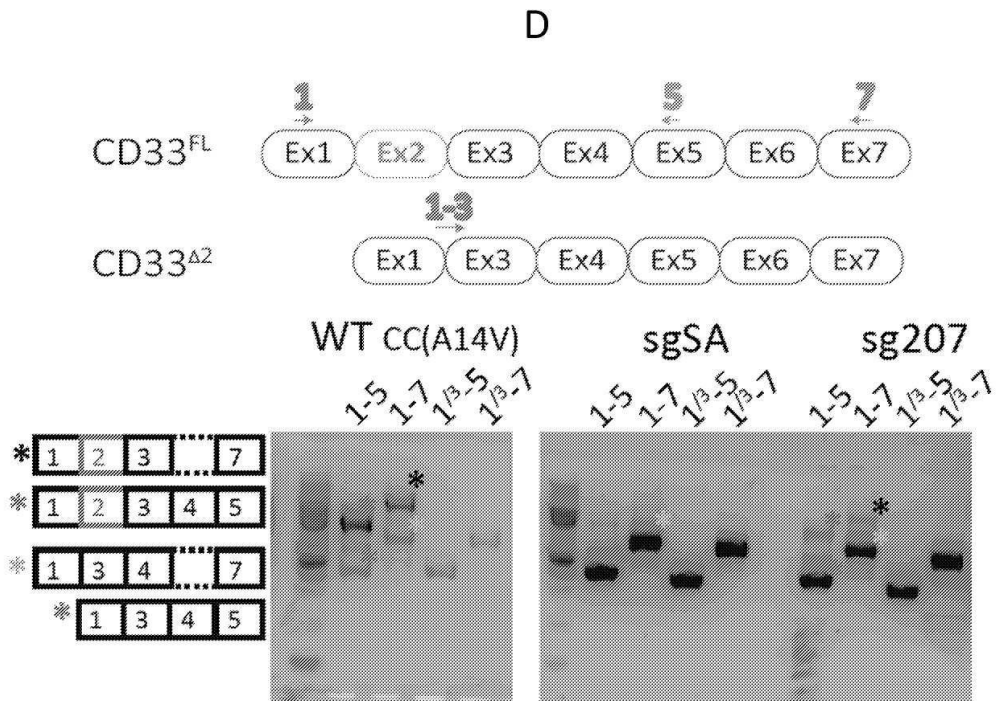 D
1 5 7
CD33FL Ex1 Ex2 Ex3 Ex4 Ex5 Ex6 Ex7
1-3
CD33Δ2 Ex1 Ex3 Ex4 Ex5 Ex6 Ex7
WT CC(A14V) sgSA sg207
1-5 1-7 1/3-5 1/3-7 1-5 1-7 1/3-5 1/3-7 1-5 1-7 1/3-5 1/3-7
* 1 2 3 7 * *
* 1 2 3 4 5
* 1 3 4 7
* 1 3 4 5